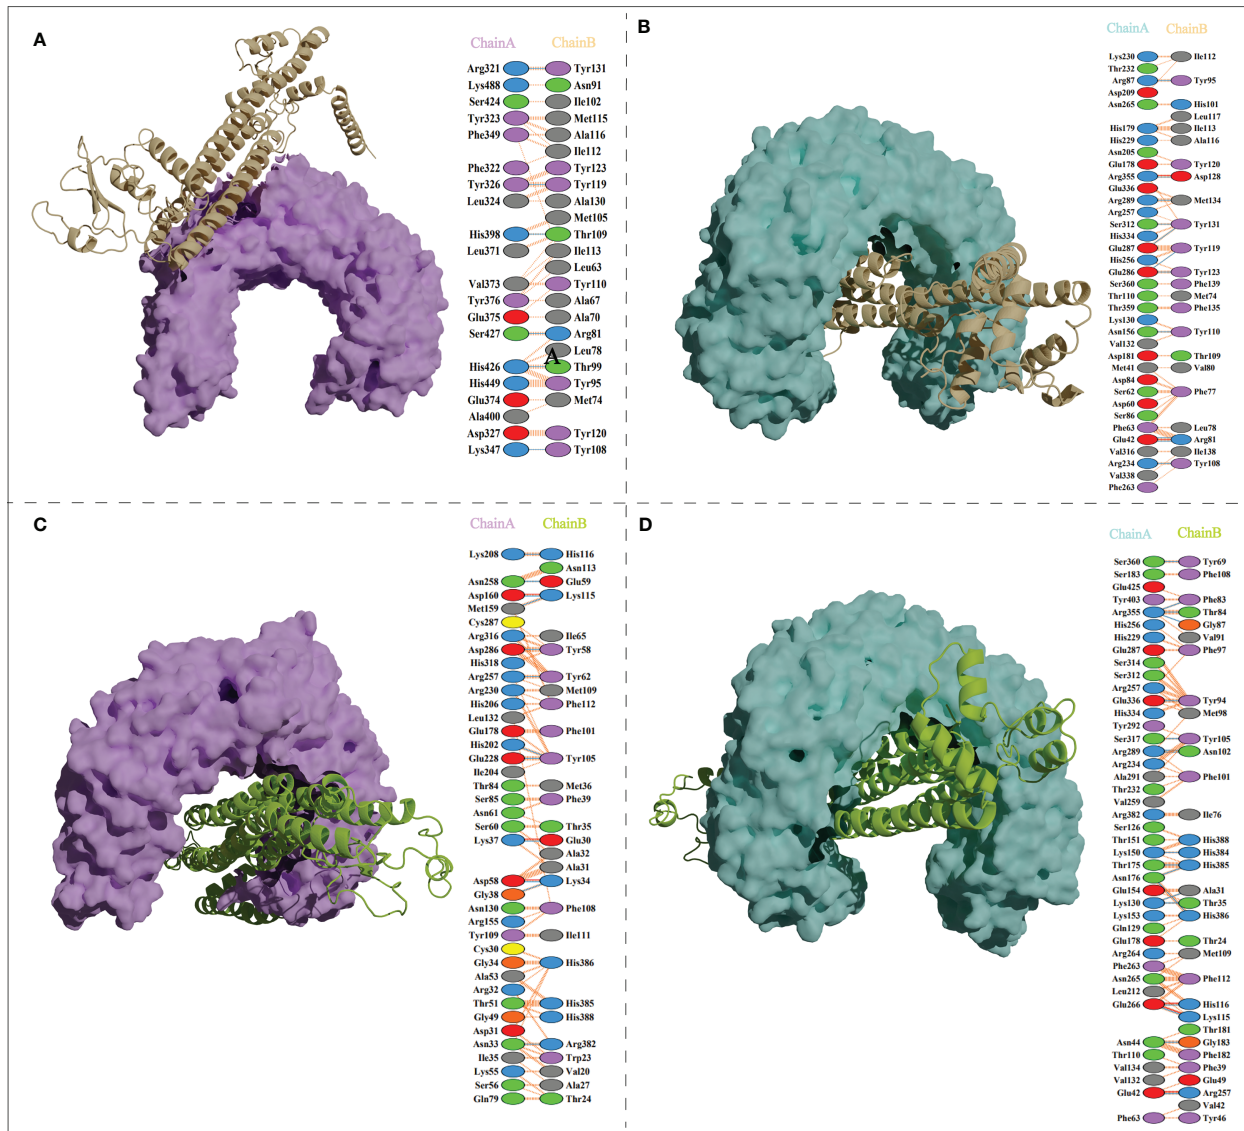 A
ChainA ChainB
Arg321 Tyr131
Lys488 Asn91
Ser424 Ile102
Tyr323 Met115
Phe349 Ala116
Ile112
Phe322 Tyr123
Tyr326 Tyr119
Leu324 Ala130
Met105
His398 Thr109
Leu371 Ile113
Leu63
Val373 Tyr110
Tyr376 Ala67
Glu375 Ala70
Ser427 Arg81
A Leu78
His426 Thr99
His449 Tyr95
Glu374 Met74
Ala400
Asp327 Tyr120
Lys347 Tyr108
B
ChainA ChainB
Lys230 Ile112
Thr232
Arg87 Tyr95
Asp209
Asn265 His101
Leu117
His179 Ile113
His229 Ala116
Asn205
Glu178 Tyr120
Arg355 Asp128
Glu336
Arg289 Met134
Arg257
Ser312 Tyr131
His334
Glu287 Tyr119
His256
Glu286 Tyr123
Ser360 Phe139
Thr110 Met74
Thr359 Phe135
Lys130
Asn156 Tyr110
Val132
Asp181 Thr109
Met41 Val80
Asp84
Ser62 Phe77
Asp60
Ser86
Phe63 Leu78
Glu42 Arg81
Val316 Ile138
Arg234 Tyr108
Val338
Phe263
C
ChainA ChainB
Lys208 His116
Asn113
Asn258 Glu59
Asp160 Lys115
Met159
Cys287
Arg316 Ile65
Asp286 Tyr58
His318
Arg257 Tyr62
Arg230 Met109
His206 Phe112
Leu132
Glu178 Phe101
His202
Glu228 Tyr105
Ile204
Thr84 Met36
Ser85 Phe39
Asn61
Ser60 Thr35
Lys37 Glu30
Ala32
Ala31
Asp58 Lys34
Gly38
Asn130 Phe108
Arg155
Tyr109 Ile111
Cys30
Gly34 His386
Ala53
Arg32
Thr51 His385
Gly49 His388
Asp31
Asn33 Arg382
Ile35 Trp23
Lys55 Val20
Ser56 Ala27
Gln79 Thr24
D
ChainA ChainB
Ser360 Tyr69
Ser183 Phe108
Glu425
Tyr403 Phe83
Arg355 Thr84
His256 Gly87
His229 Val91
Glu287 Phe97
Ser314
Ser312
Arg257
Glu336 Tyr94
His334 Met98
Tyr292
Ser317 Tyr105
Arg289 Asn102
Arg234
Ala291 Phe101
Thr232
Val259
Arg382 Ile76
Ser126
Thr151 His388
Lys150 His384
Thr175 His385
Asn176
Glu154 Ala31
Lys130 Thr35
Lys153 His386
Gln129
Glu178 Thr24
Arg264 Met109
Phe263
Asn265 Phe112
Leu212
Glu266 His116
Lys115
Thr181
Asn44 Gly183
Thr110 Phe182
Val134 Phe39
Val132 Glu49
Glu42 Arg257
Val42
Phe63 Tyr46